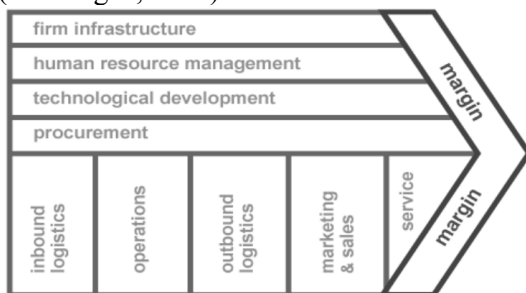 firm infrastructure
human resource management
technological development
procurement
margin
inbound
logistics
operations
outbound
logistics
marketing
& sales
service
margin